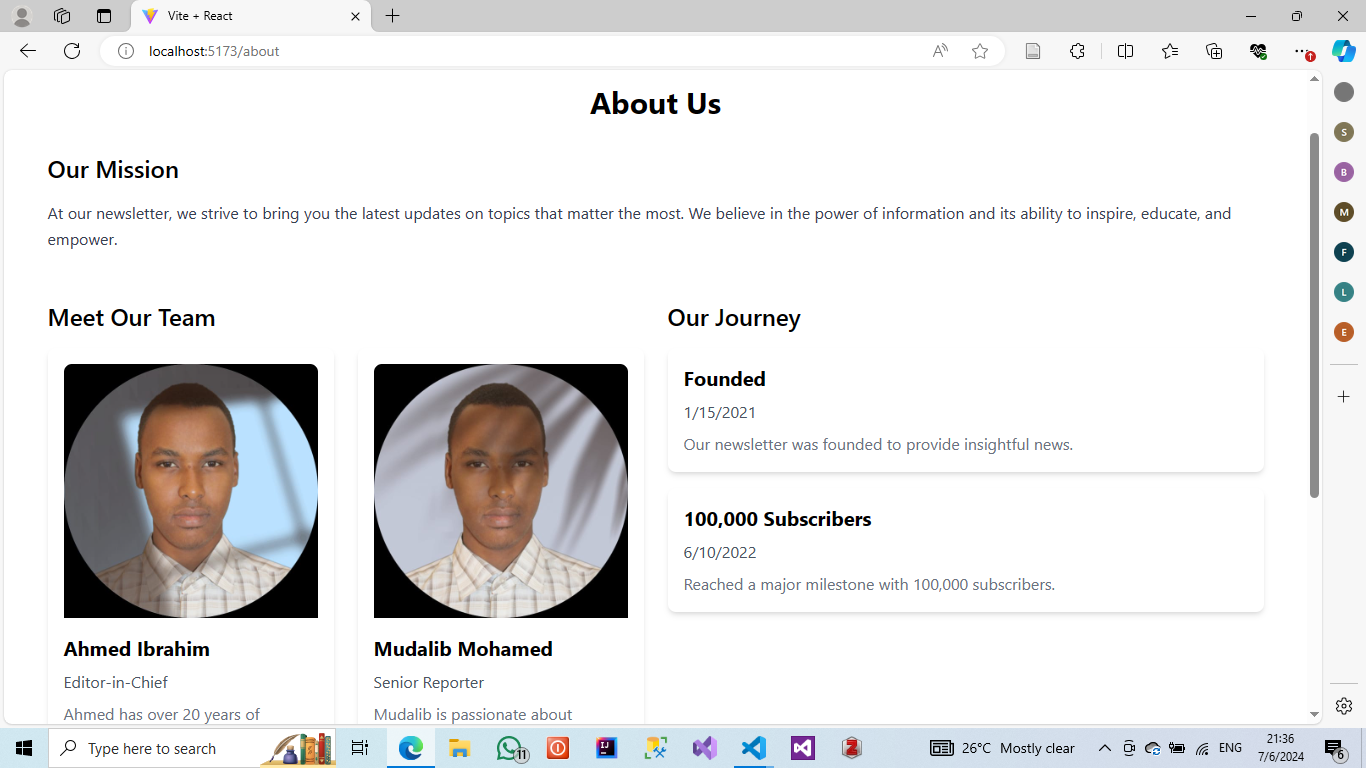 Vite + React
localhost:5173/about
About Us
Our Mission
At our newsletter, we strive to bring you the latest updates on topics that matter the most. We believe in the power of information and its ability to inspire, educate, and
empower.
Meet Our Team
Our Journey
Founded
1/15/2021
Our newsletter was founded to provide insightful news.
100,000 Subscribers
6/10/2022
Reached a major milestone with 100,000 subscribers.
Ahmed Ibrahim
Editor-in-Chief
Ahmed has over 20 years of
Mudalib Mohamed
Senior Reporter
Mudalib is passionate about
S
B
M
F
L
E
Type here to search
11
26°C Mostly clear
ENG
21:36
7/6/2024
6